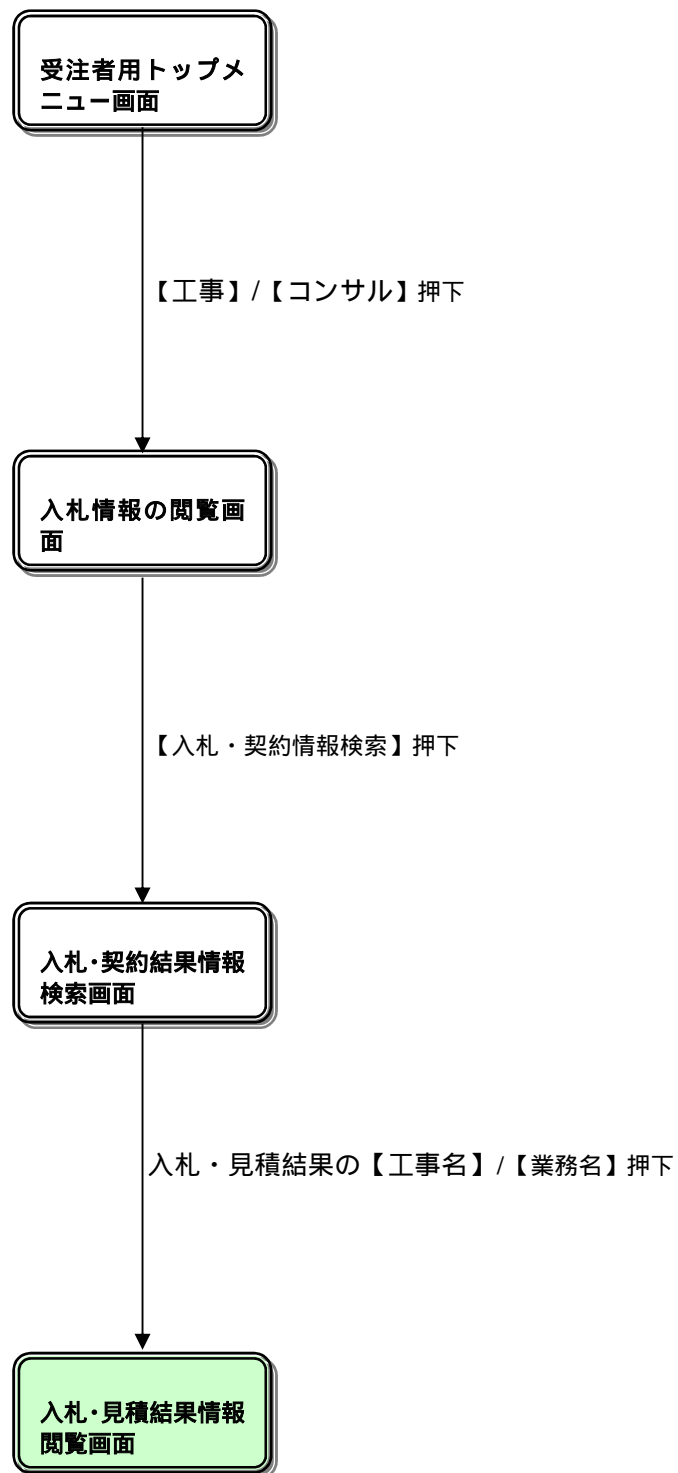 受注者用トップメ
ニュー画面
【工事】/【コンサル】押下
入札情報の閲覧画
面
【入札・契約情報検索】押下
入札・契約結果情報
検索画面
入札・見積結果の【工事名】/【業務名】押下
入札・見積結果情報
閲覧画面